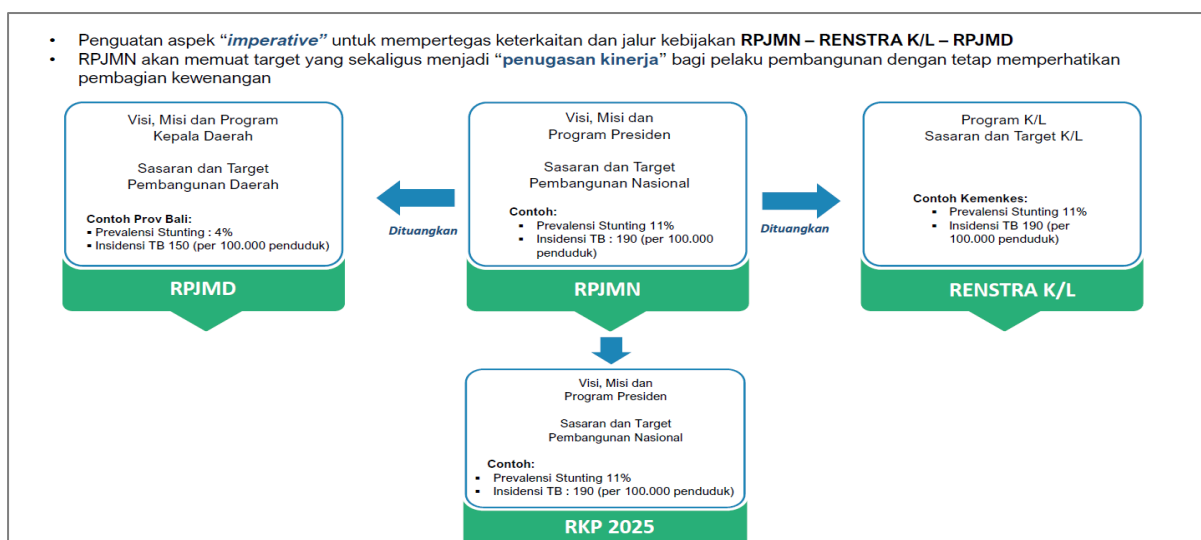 • Penguatan aspek “imperative” untuk mempertegas keterkaitan dan jalur kebijakan RPJMN – RENSTRA K/L – RPJMD
• RPJMN akan memuat target yang sekaligus menjadi “penugasan kinerja” bagi pelaku pembangunan dengan tetap memperhatikan
pembagian kewenangan
Visi, Misi dan Program
Kepala Daerah
Sasaran dan Target
Pembangunan Daerah
Contoh Prov Bali:
▪ Prevalensi Stunting : 4%
▪ Insidensi TB 150 (per 100.000 penduduk)
RPJMD
Dituangkan
Visi, Misi dan
Program Presiden
Sasaran dan Target
Pembangunan Nasional
Contoh:
▪ Prevalensi Stunting 11%
▪ Insidensi TB : 190 (per 100.000
penduduk)
RPJMN
Dituangkan
Program K/L
Sasaran dan Target K/L
Contoh Kemenkes:
▪ Prevalensi Stunting 11%
▪ Insidensi TB 190 (per
100.000 penduduk)
RENSTRA K/L
Visi, Misi dan
Program Presiden
Sasaran dan Target
Pembangunan Nasional
Contoh:
▪ Prevalensi Stunting 11%
▪ Insidensi TB : 190 (per 100.000 penduduk)
RKP 2025